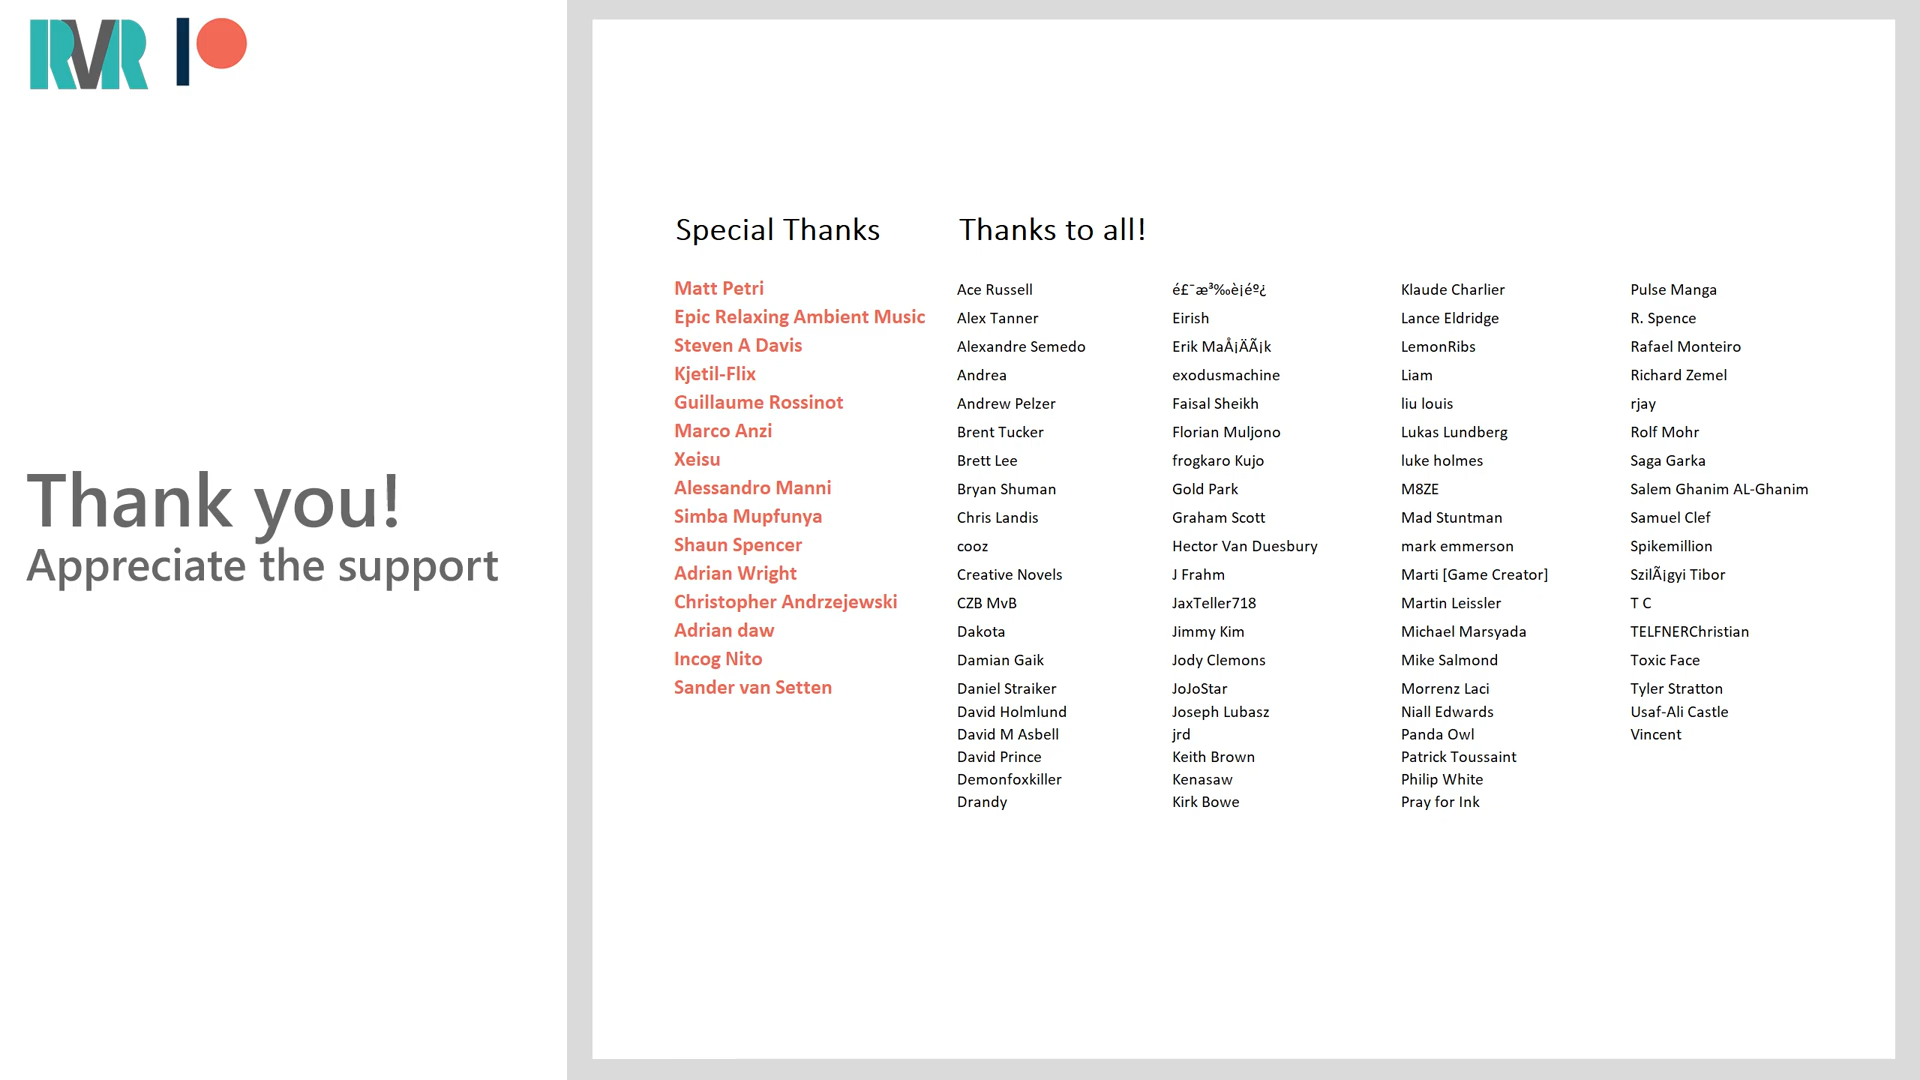 RVR
Thank you!
Appreciate the support
Special Thanks
Matt Petri
Epic Relaxing Ambient Music
Steven A Davis
Kjetil-Flix
Guillaume Rossinot
Marco Anzi
Xeisu
Alessandro Manni
Simba Mupfunya
Shaun Spencer
Adrian Wright
Christopher Andrzejewski
Adrian daw
Incog Nito
Sander van Setten
Thanks to all!
Ace Russell
Alex Tanner
Alexandre Semedo
Andrea
Andrew Pelzer
Brent Tucker
Brett Lee
Bryan Shuman
Chris Landis
cooz
Creative Novels
CZB MvB
Dakota
Damian Gaik
Daniel Straiker
David Holmlund
David M Asbell
David Prince
Demonfoxkiller
Drandy
é£¯æ³‰è¡éº¿
Eirish
Erik MaÅ¡ÄÃ¡k
exodusmachine
Faisal Sheikh
Florian Muljono
frogkaro Kujo
Gold Park
Graham Scott
Hector Van Duesbury
J Frahm
JaxTeller718
Jimmy Kim
Jody Clemons
JoJoStar
Joseph Lubasz
jrd
Keith Brown
Kenasaw
Kirk Bowe
Klaude Charlier
Lance Eldridge
LemonRibs
Liam
liu louis
Lukas Lundberg
luke holmes
M8ZE
Mad Stuntman
mark emmerson
Marti [Game Creator]
Martin Leissler
Michael Marsyada
Mike Salmond
Morrenz Laci
Niall Edwards
Panda Owl
Patrick Toussaint
Philip White
Pray for Ink
Pulse Manga
R. Spence
Rafael Monteiro
Richard Zemel
rjay
Rolf Mohr
Saga Garka
Salem Ghanim AL-Ghanim
Samuel Clef
Spikemillion
SzilÃ¡gyi Tibor
T C
TELFNERChristian
Toxic Face
Tyler Stratton
Usaf-Ali Castle
Vincent